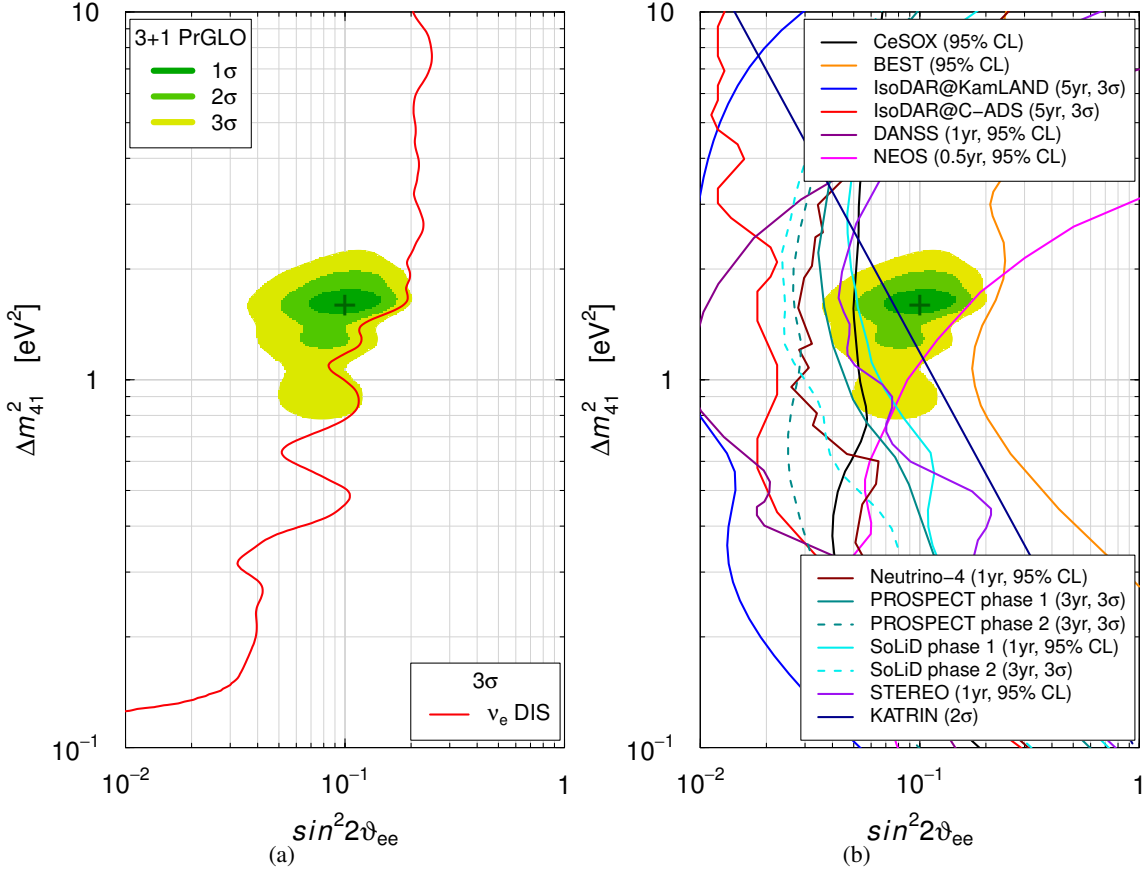 3+1 PrGLO
1σ
2σ
3σ
10
1
10⁻¹
Δm²₄₁ [eV²]
3σ
νₑ DIS
10⁻² 10⁻¹ 1
sin²2ϑₑₑ
(a)
CeSOX (95% CL)
BEST (95% CL)
IsoDAR@KamLAND (5yr, 3σ)
IsoDAR@C−ADS (5yr, 3σ)
DANSS (1yr, 95% CL)
NEOS (0.5yr, 95% CL)
10
1
10⁻¹
Δm²₄₁ [eV²]
Neutrino−4 (1yr, 95% CL)
PROSPECT phase 1 (3yr, 3σ)
PROSPECT phase 2 (3yr, 3σ)
SoLiD phase 1 (1yr, 95% CL)
SoLiD phase 2 (3yr, 3σ)
STEREO (1yr, 95% CL)
KATRIN (2σ)
10⁻² 10⁻¹ 1
sin²2ϑₑₑ
(b)